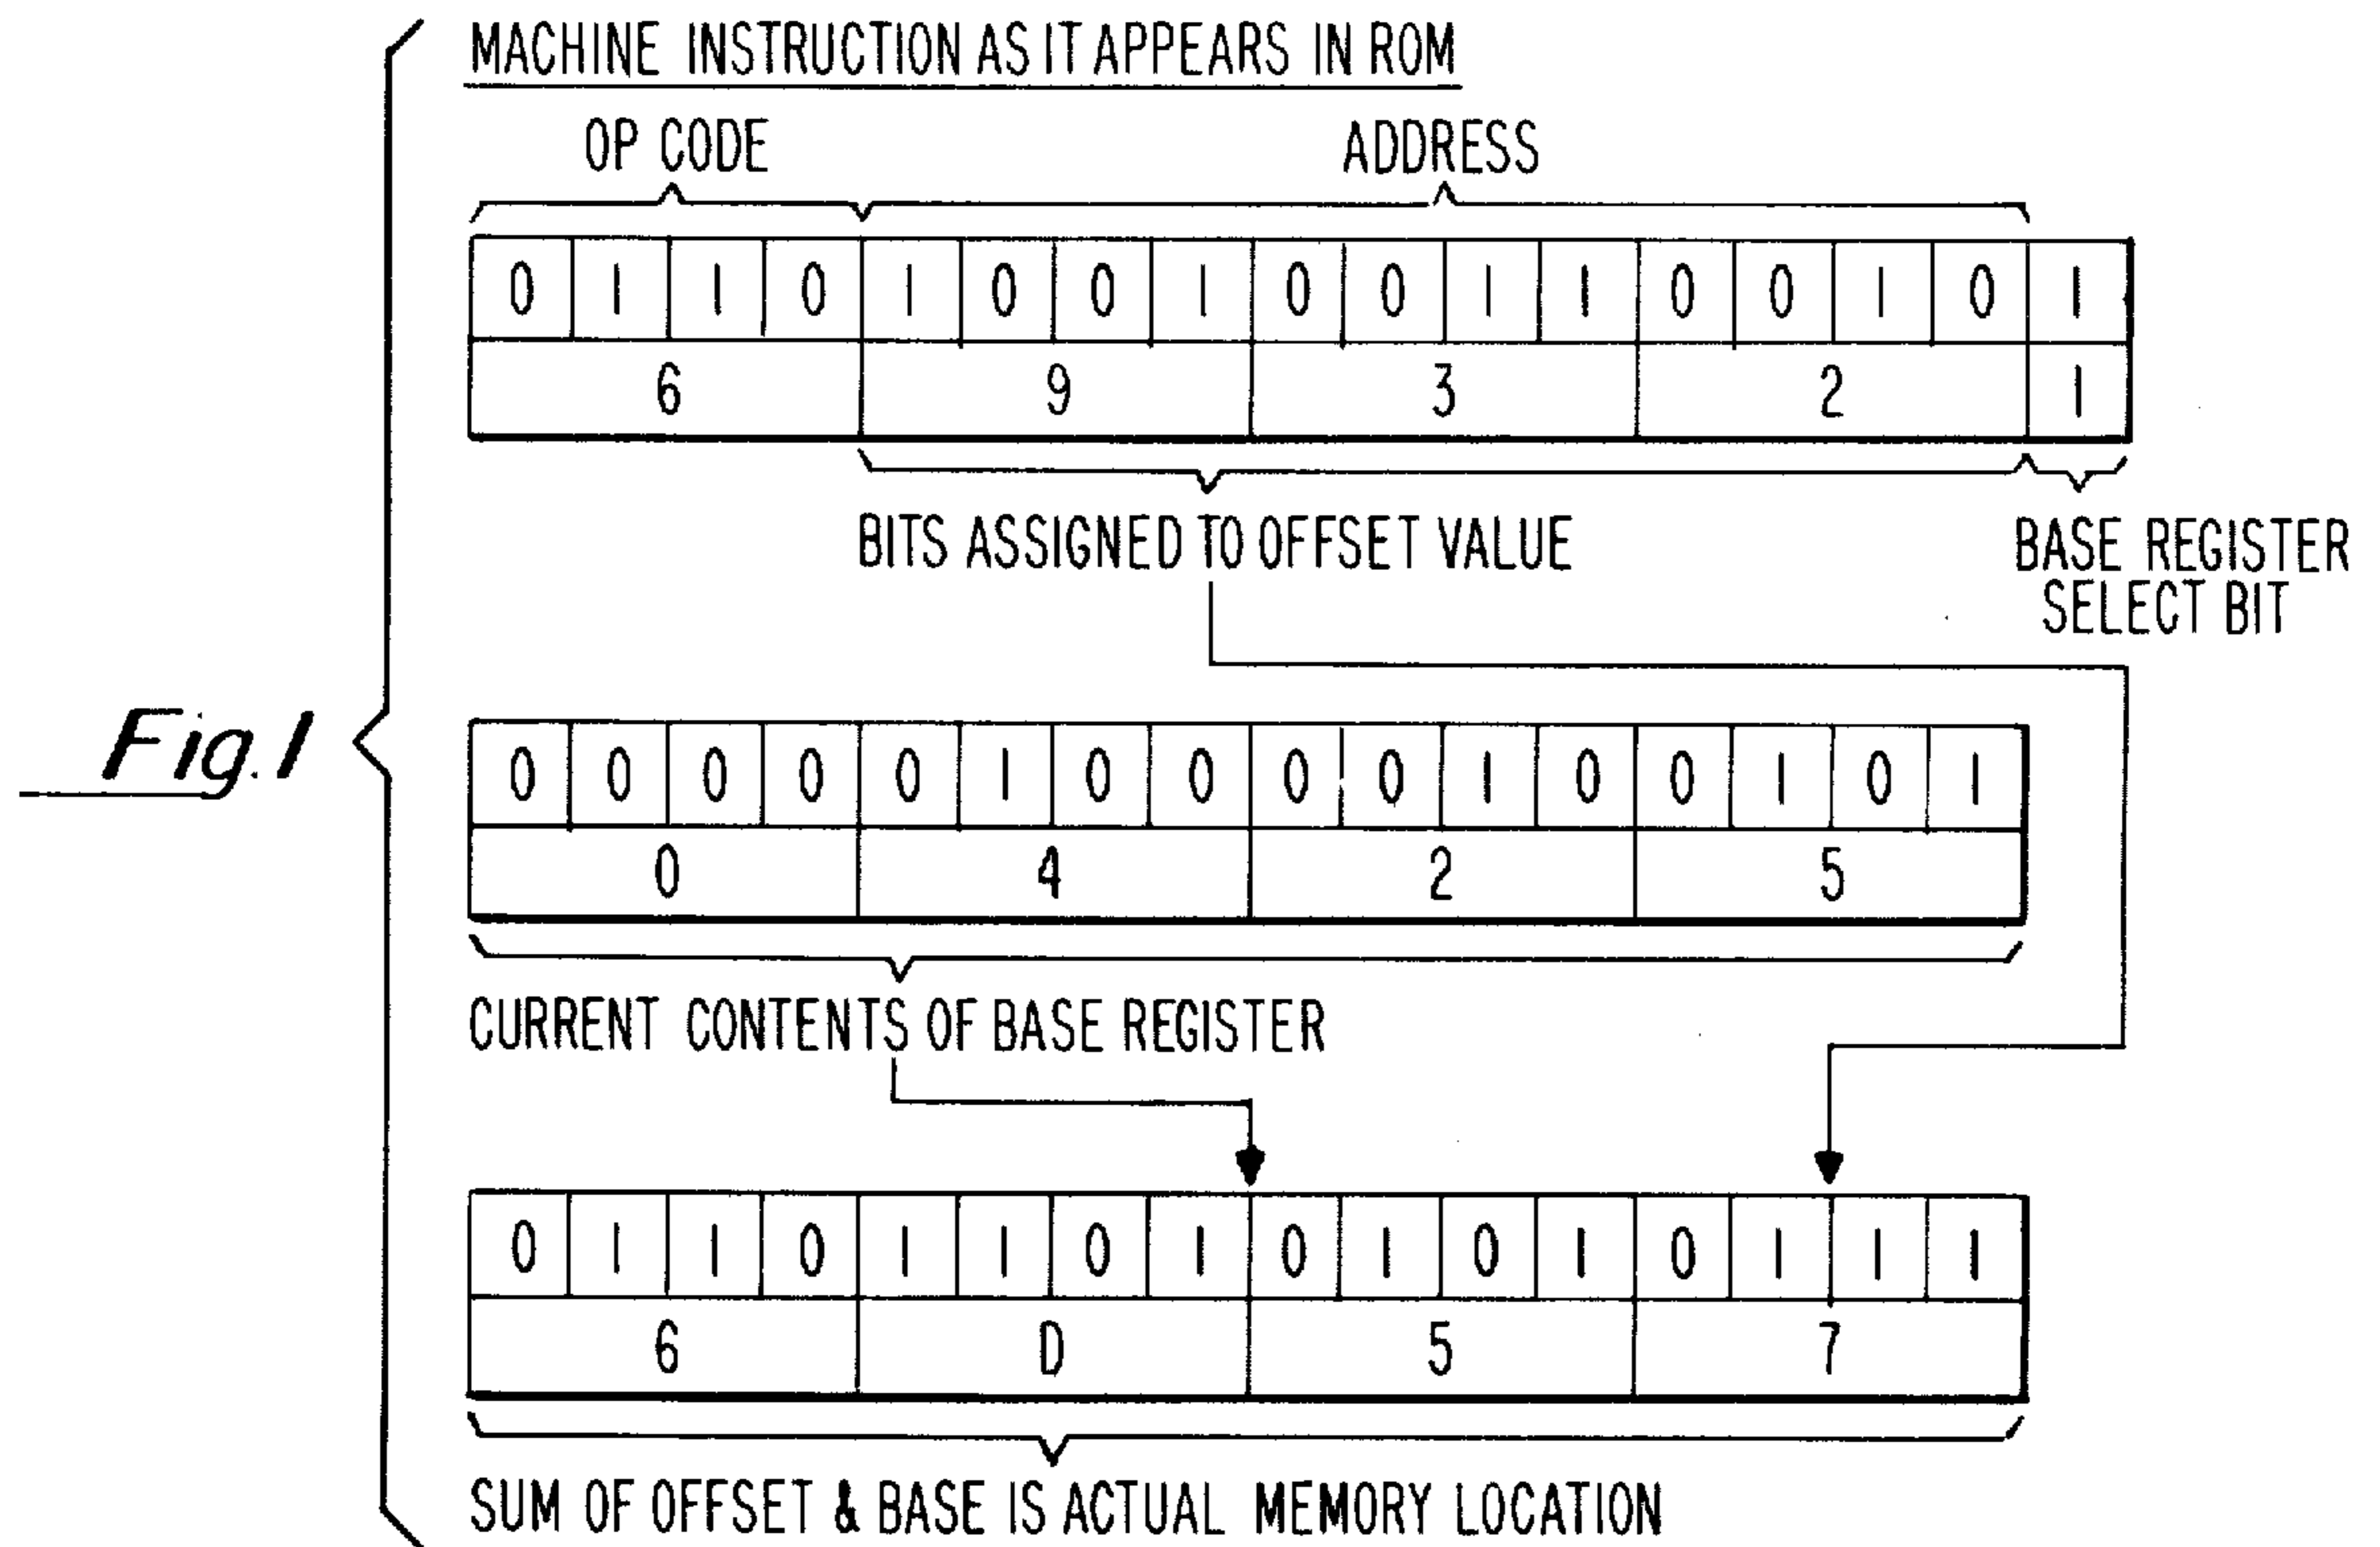 MACHINE INSTRUCTION AS IT APPEARS IN ROM
OP CODE ADDRESS
0 1 1 0 1 0 0 1 0 0 1 1 0 0 1 0 1
6 9 3 2 1
BITS ASSIGNED TO OFFSET VALUE
BASE REGISTER
SELECT BIT
Fig.1
0 0 0 0 0 1 0 0 0 0 1 0 0 1 0 1
0 4 2 5
CURRENT CONTENTS OF BASE REGISTER
0 1 1 0 1 1 0 1 0 1 0 1 0 1 1 1
6 D 5 7
SUM OF OFFSET & BASE IS ACTUAL MEMORY LOCATION